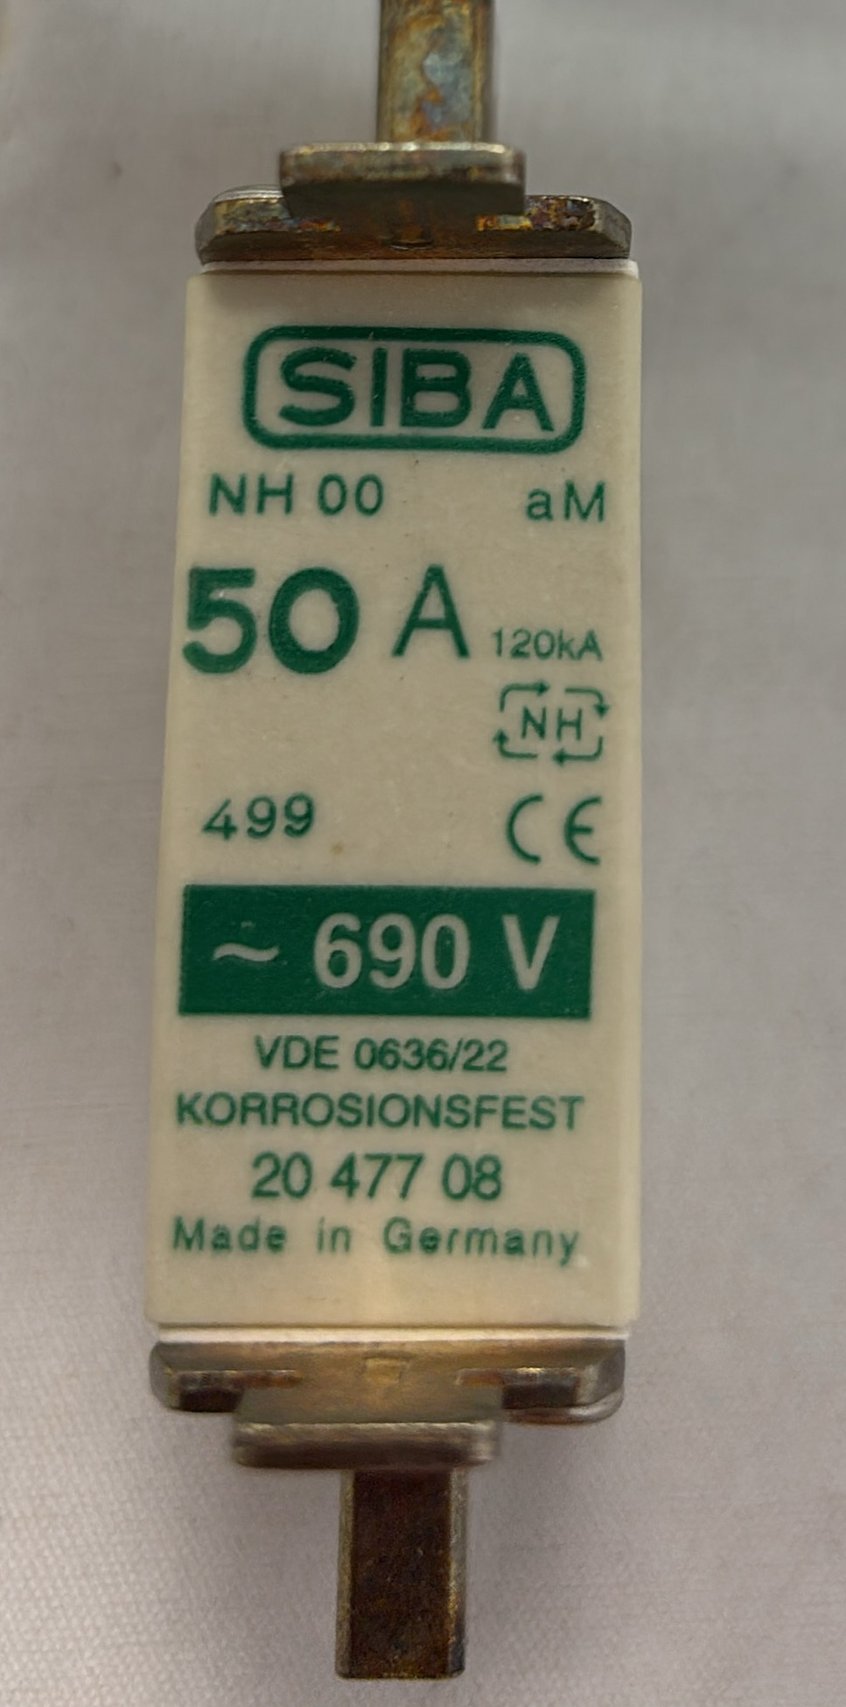 SIBA
NH 00 aM
50 A 120kA
NH
499 CE
~ 690 V
VDE 0636/22
KORROSIONSFEST
20 477 08
Made in Germany